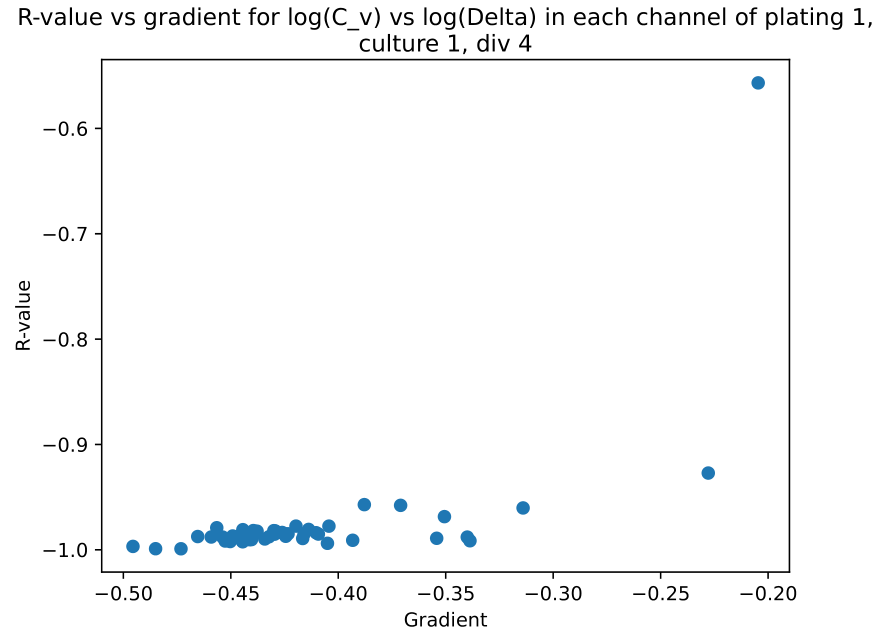 R-value vs gradient for log(C_v) vs log(Delta) in each channel of plating 1,
culture 1, div 4
−0.6
−0.7
−0.8
R-value
−0.9
−1.0
−0.50 −0.45 −0.40 −0.35 −0.30 −0.25 −0.20
Gradient